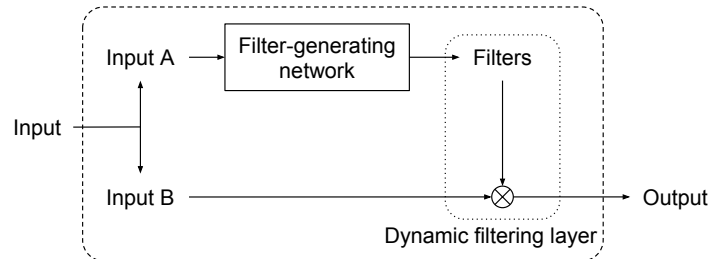 Input
Input A
Filter-generating
network
Filters
Input B
Output
Dynamic filtering layer